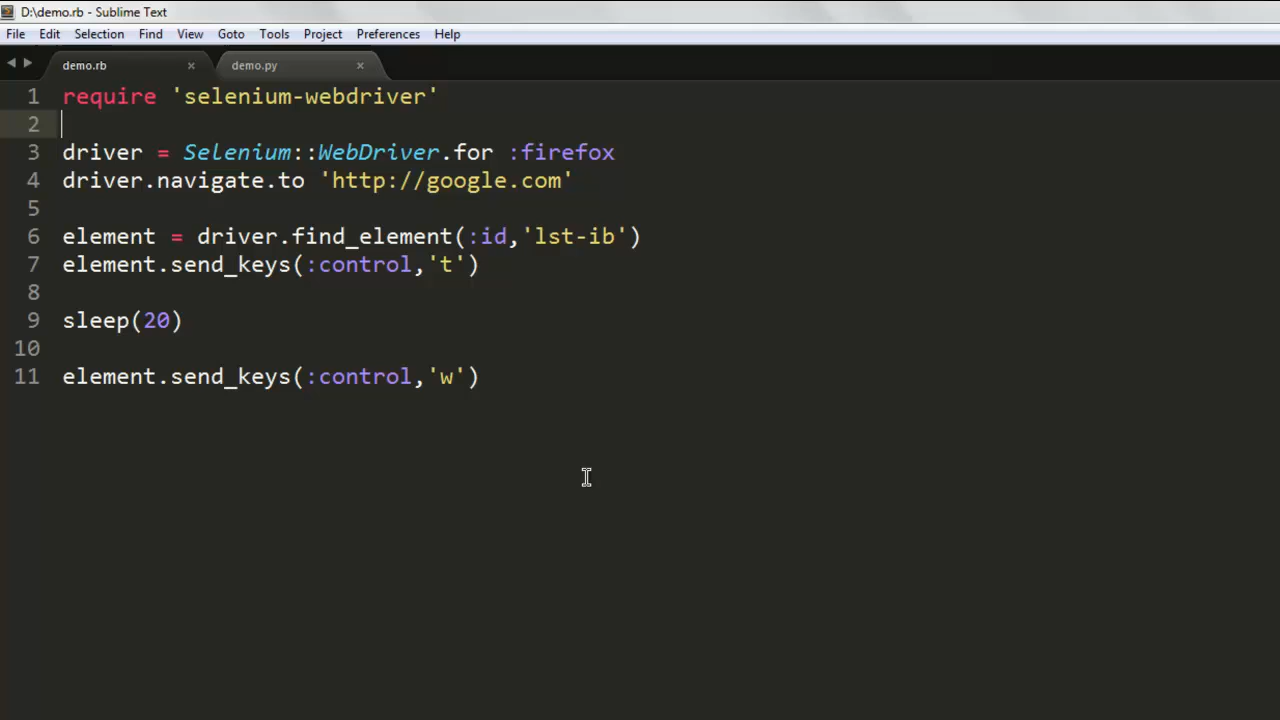 D:\demo.rb - Sublime Text
File Edit Selection Find View Goto Tools Project Preferences Help
demo.rb × demo.py ×
1 require 'selenium-webdriver'
2
3 driver = Selenium::WebDriver.for :firefox
4 driver.navigate.to 'http://google.com'
5
6 element = driver.find_element(:id,'lst-ib')
7 element.send_keys(:control,'t')
8
9 sleep(20)
10
11 element.send_keys(:control,'w')